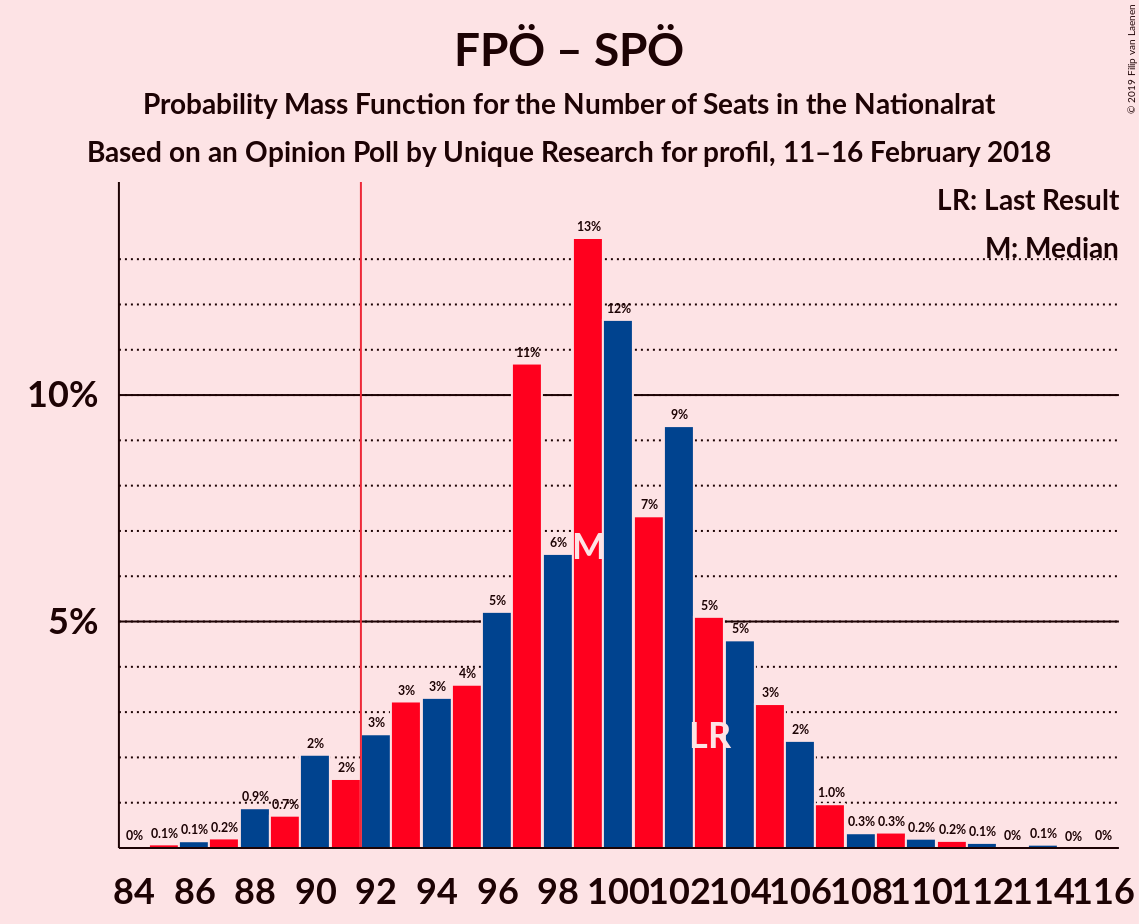 FPÖ – SPÖ
Probability Mass Function for the Number of Seats in the Nationalrat
Based on an Opinion Poll by Unique Research for profil, 11–16 February 2018
© 2019 Filip van Laenen
LR: Last Result
M: Median
10%
5%
0% 0.1% 0.1% 0.2% 0.9% 0.7% 2% 2% 3% 3% 3% 4% 5% 11% 6% 13% 12% 7% 9% 5% 5% 3% 2% 1.0% 0.3% 0.3% 0.2% 0.2% 0.1% 0% 0.1% 0% 0%
M
LR
84 86 88 90 92 94 96 98 100 102 104 106 108 110 112 114 116